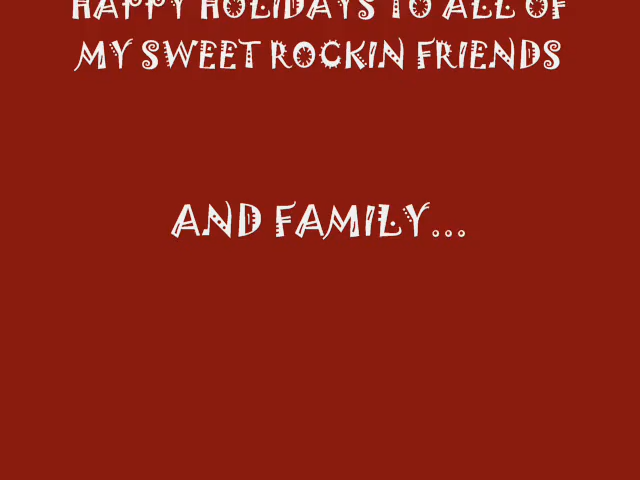 HAPPY HOLIDAYS TO ALL OF
MY SWEET ROCKIN FRIENDS
AND FAMILY...